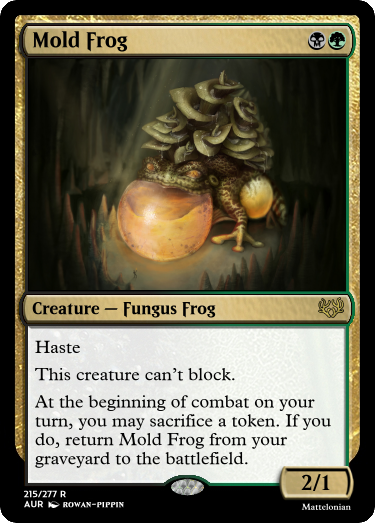 Mold Frog
Creature — Fungus Frog
Haste
This creature can't block.
At the beginning of combat on your
turn, you may sacrifice a token. If you
do, return Mold Frog from your
graveyard to the battlefield.
2/1
215/277 R
AUR ROWAN-PIPPIN
Mattelonian